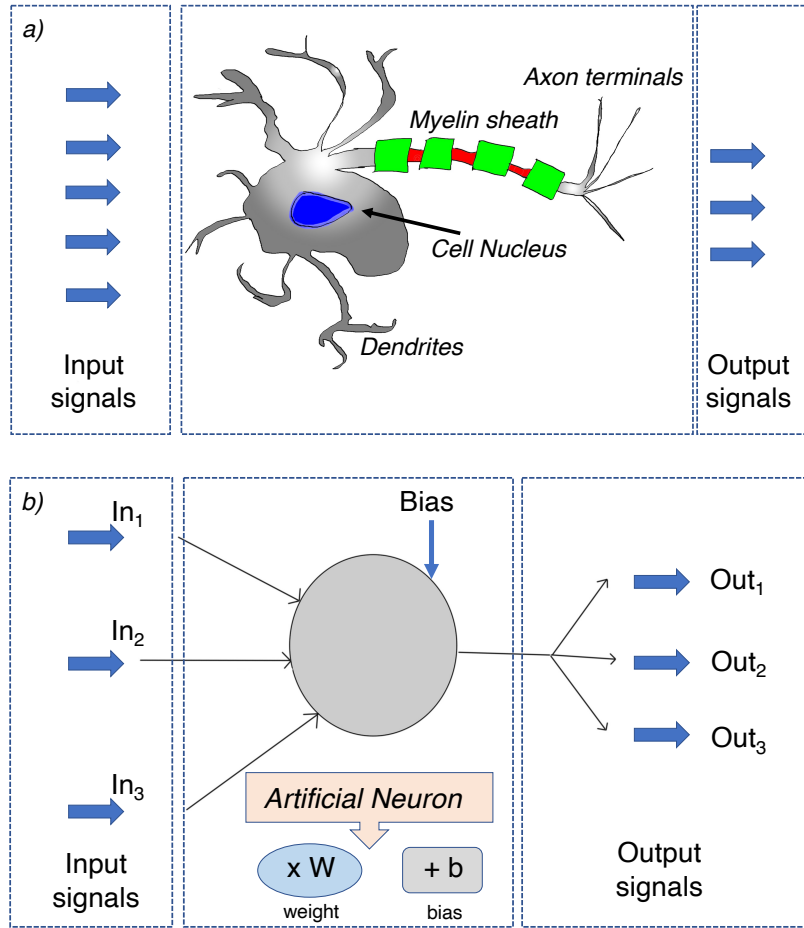 a)
Axon terminals
Myelin sheath
Cell Nucleus
Dendrites
Input
signals
Output
signals
b)
In₁
Bias
Out₁
In₂
Out₂
Out₃
In₃
Artificial Neuron
x W
+ b
weight
bias
Input
signals
Output
signals